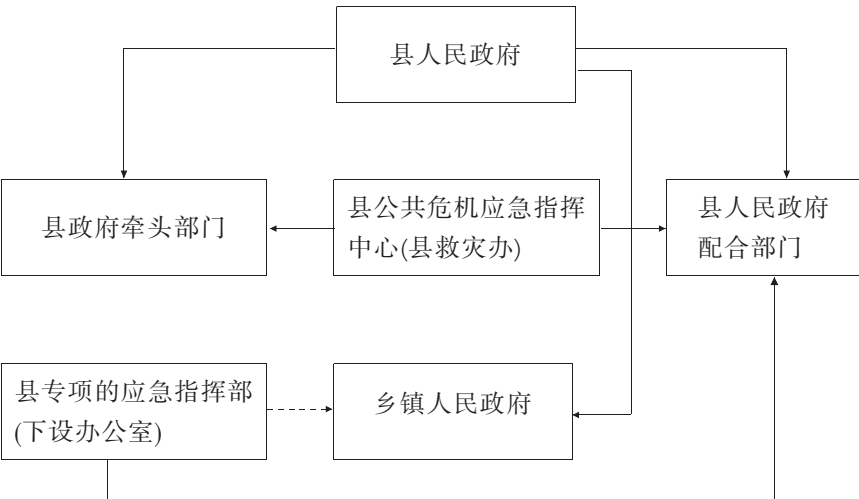 县人民政府
县政府牵头部门
县公共危机应急指挥
中心(县救灾办)
县人民政府
配合部门
县专项的应急指挥部
(下设办公室)
乡镇人民政府